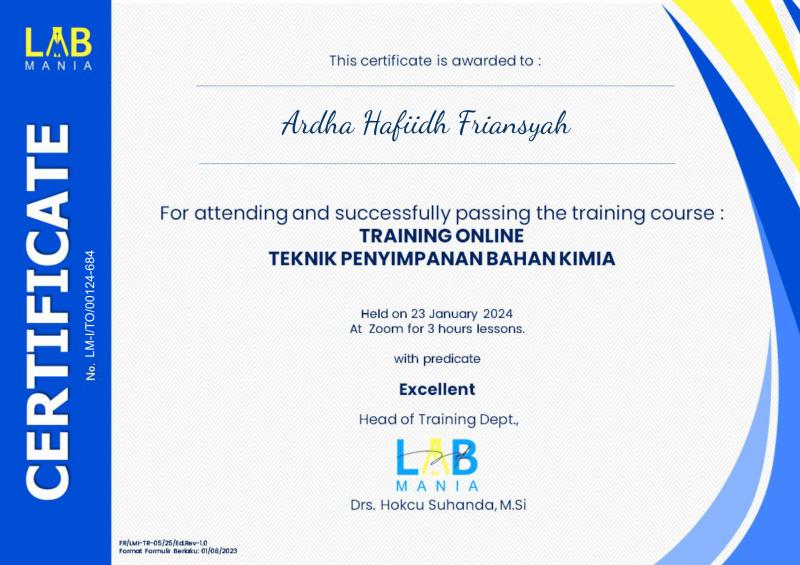 LAB
MANIA
CERTIFICATE
No. LM-I/TO/00124-684
This certificate is awarded to :
Ardha Hafiidh Friansyah
For attending and successfully passing the training course :
TRAINING ONLINE
TEKNIK PENYIMPANAN BAHAN KIMIA
Held on 23 January 2024
At Zoom for 3 hours lessons.
with predicate
Excellent
Head of Training Dept.,
LAB
MANIA
Drs. Hokcu Suhanda, M.Si
FR/LMI-TR-05/25/Ed.Rev-1.0
Format Formulir Berlaku: 01/08/2023